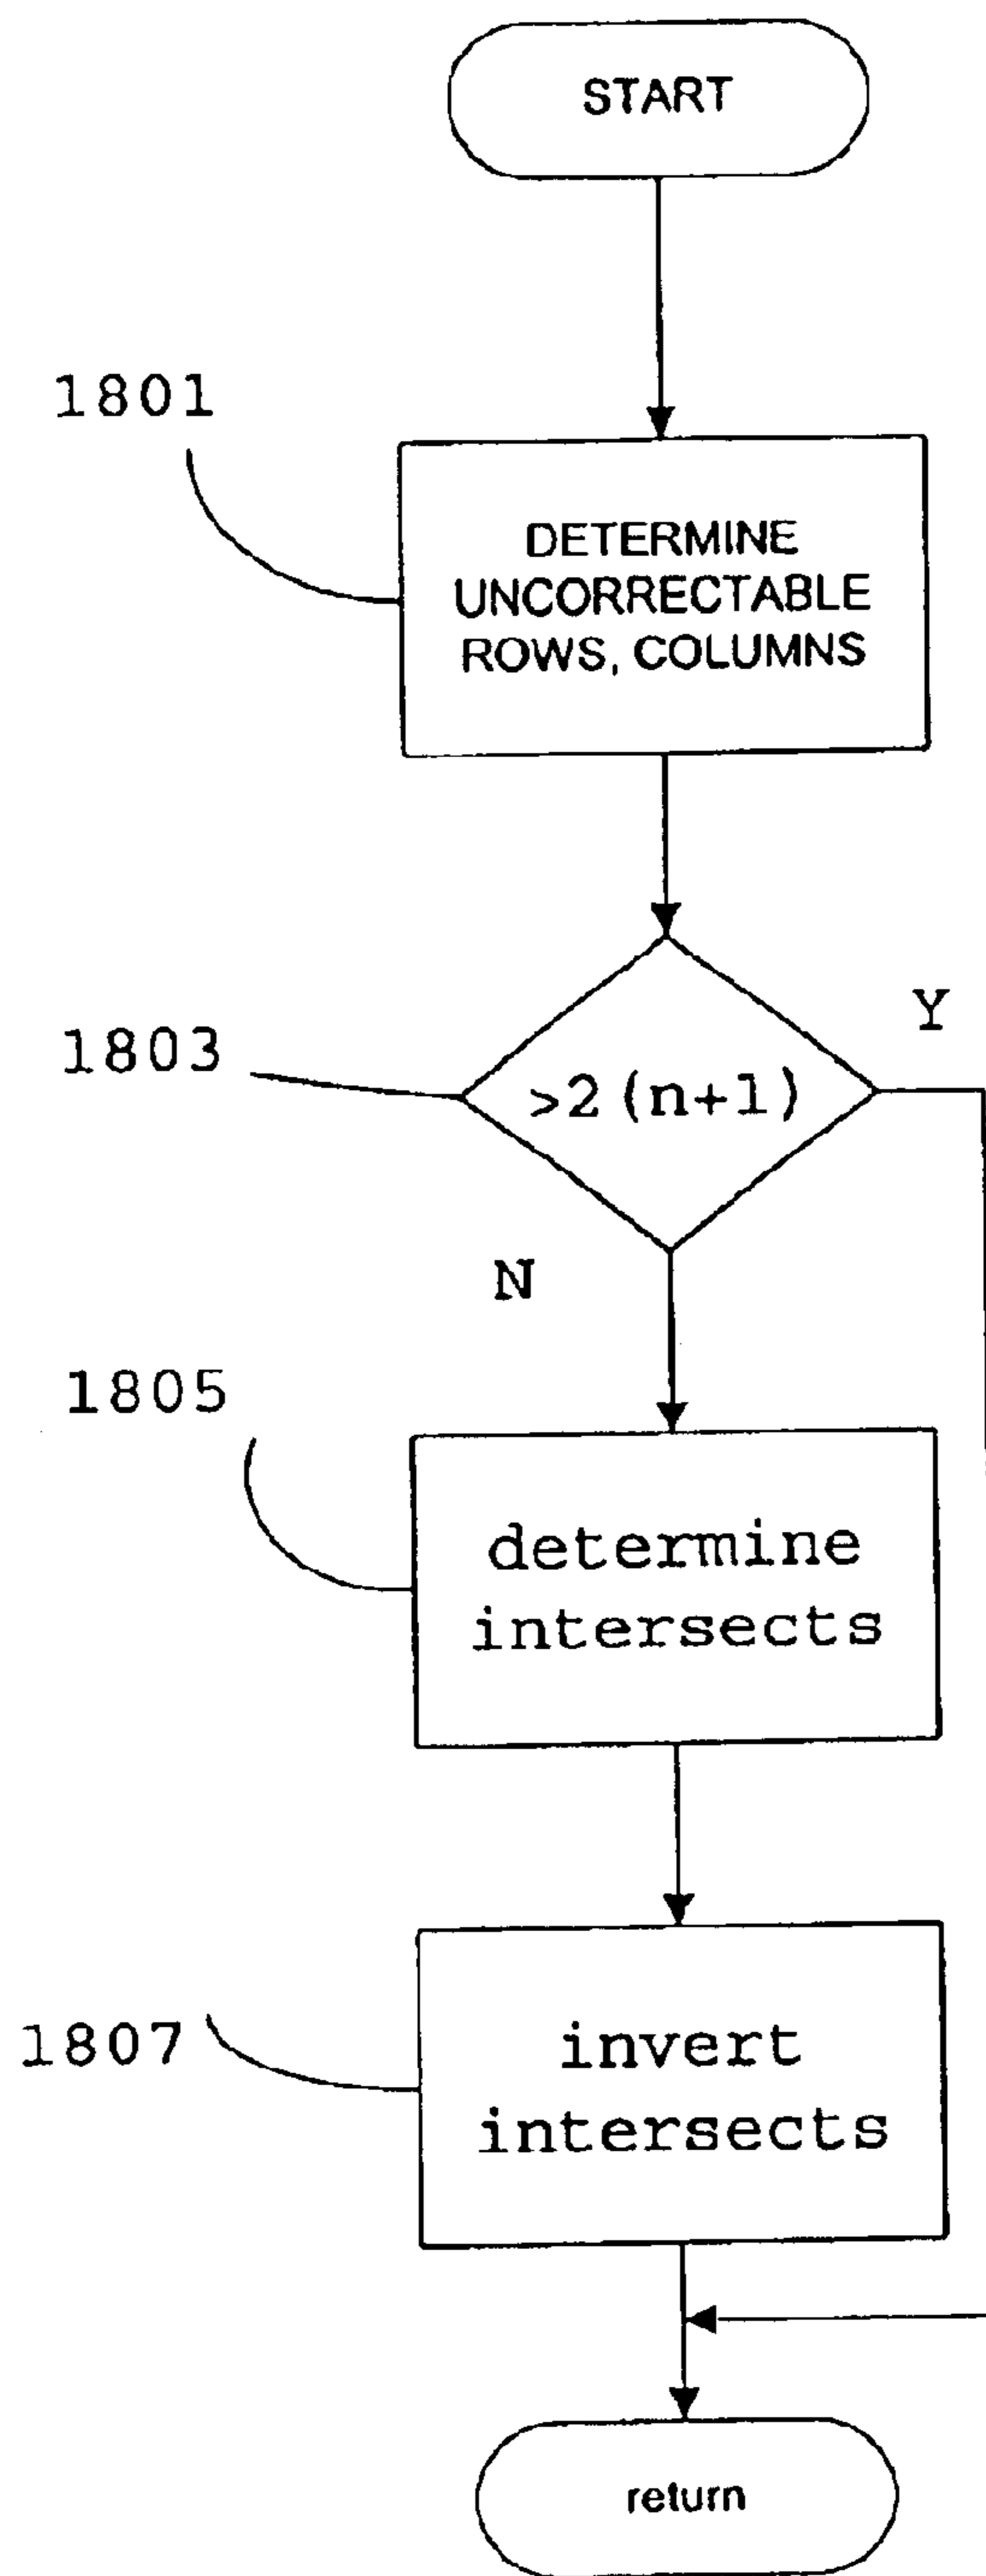 START
1801
DETERMINE
UNCORRECTABLE
ROWS, COLUMNS
Y
1803
>2(n+1)
N
1805
determine
intersects
1807
invert
intersects
return